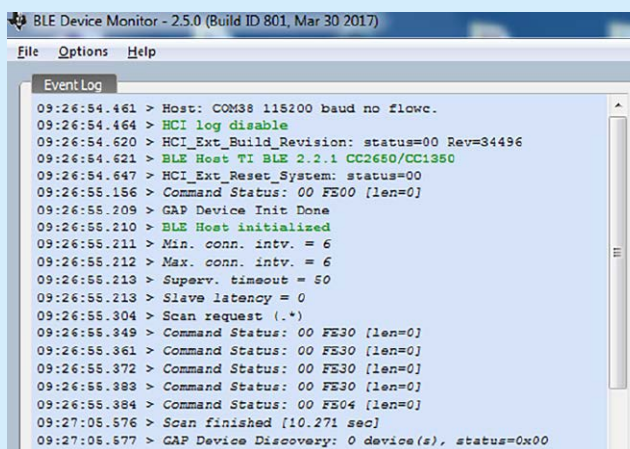 BLE Device Monitor - 2.5.0 (Build ID 801, Mar 30 2017)
File Options Help
Event Log
09:26:54.461 > Host: COM38 115200 baud no flowc.
09:26:54.464 > HCI log disable
09:26:54.620 > HCI_Ext_Build_Revision: status=00 Rev=34496
09:26:54.621 > BLE Host TI BLE 2.2.1 CC2650/CC1350
09:26:54.647 > HCI_Ext_Reset_System: status=00
09:26:55.156 > Command Status: 00 FE00 [len=0]
09:26:55.209 > GAP Device Init Done
09:26:55.210 > BLE Host initialized
09:26:55.211 > Min. conn. intv. = 6
09:26:55.212 > Max. conn. intv. = 6
09:26:55.213 > Superv. timeout = 50
09:26:55.213 > Slave latency = 0
09:26:55.304 > Scan request (.*)
09:26:55.349 > Command Status: 00 FE30 [len=0]
09:26:55.361 > Command Status: 00 FE30 [len=0]
09:26:55.372 > Command Status: 00 FE30 [len=0]
09:26:55.383 > Command Status: 00 FE30 [len=0]
09:26:55.384 > Command Status: 00 FE04 [len=0]
09:27:05.576 > Scan finished [10.271 sec]
09:27:05.577 > GAP Device Discovery: 0 device(s), status=0x00